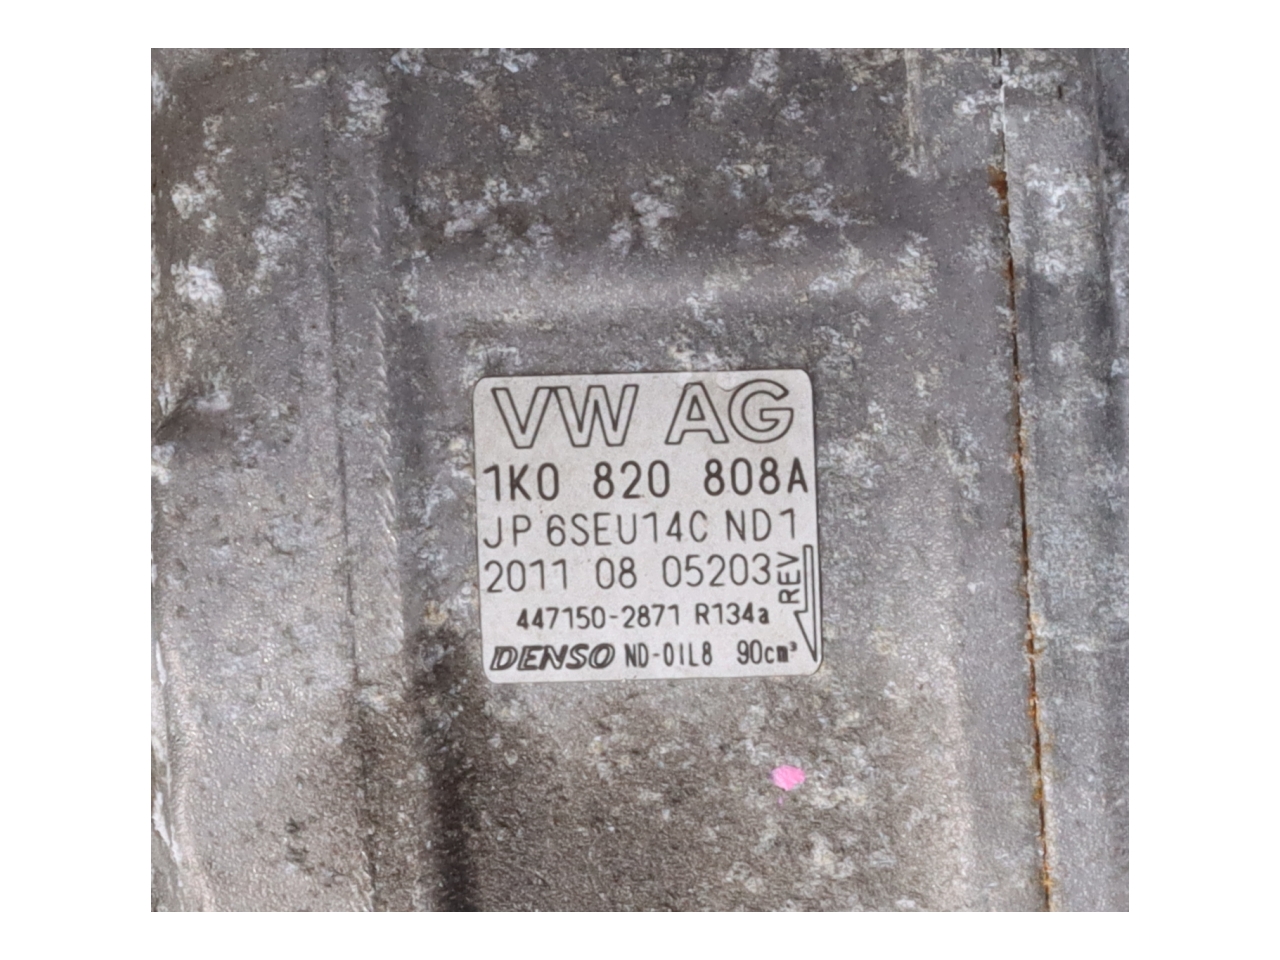 VW AG
1K0 820 808A
JP 6SEU14C ND1
2011 08 05203
REV
447150-2871 R134a
DENSO ND-OIL8 90cm³